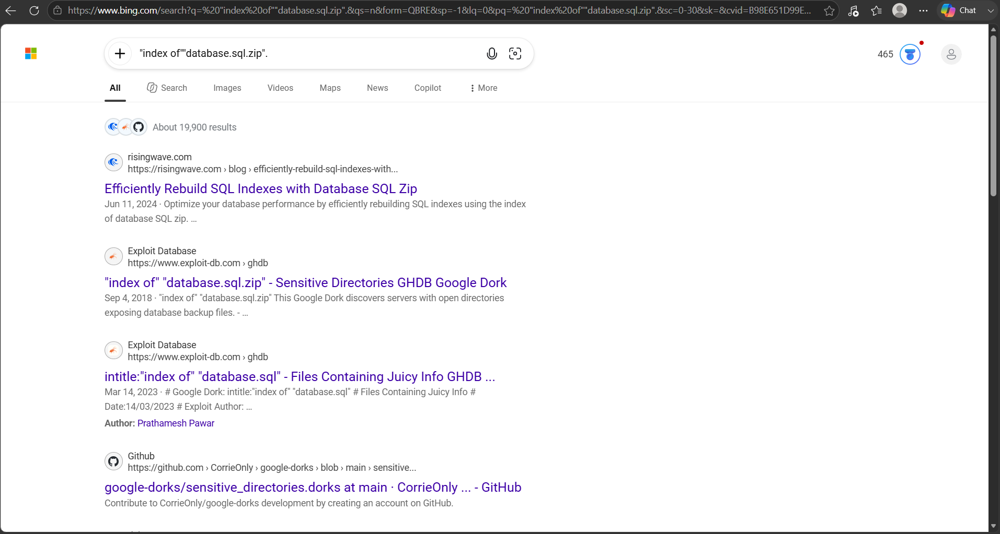 https://www.bing.com/search?q=%20"index%20of""database.sql.zip".&qs=n&form=QBRE&sp=-1&lq=0&pq=%20"index%20of""database.sql.zip".&sc=0-30&sk=&cvid=B98E651D99E...
Chat
"index of""database.sql.zip".
465
All
Search
Images
Videos
Maps
News
Copilot
More
About 19,900 results
risingwave.com
https://risingwave.com › blog › efficiently-rebuild-sql-indexes-with...
Efficiently Rebuild SQL Indexes with Database SQL Zip
Jun 11, 2024 · Optimize your database performance by efficiently rebuilding SQL indexes using the index
of database SQL zip. ...
Exploit Database
https://www.exploit-db.com › ghdb
"index of" "database.sql.zip" - Sensitive Directories GHDB Google Dork
Sep 4, 2018 · "index of" "database.sql.zip" This Google Dork discovers servers with open directories
exposing database backup files. - ...
Exploit Database
https://www.exploit-db.com › ghdb
intitle:"index of" "database.sql" - Files Containing Juicy Info GHDB ...
Mar 14, 2023 · # Google Dork: intitle:"index of" "database.sql" # Files Containing Juicy Info #
Date:14/03/2023 # Exploit Author: ...
Author: Prathamesh Pawar
Github
https://github.com › CorrieOnly › google-dorks › blob › main › sensitive...
google-dorks/sensitive_directories.dorks at main · CorrieOnly ... - GitHub
Contribute to CorrieOnly/google-dorks development by creating an account on GitHub.